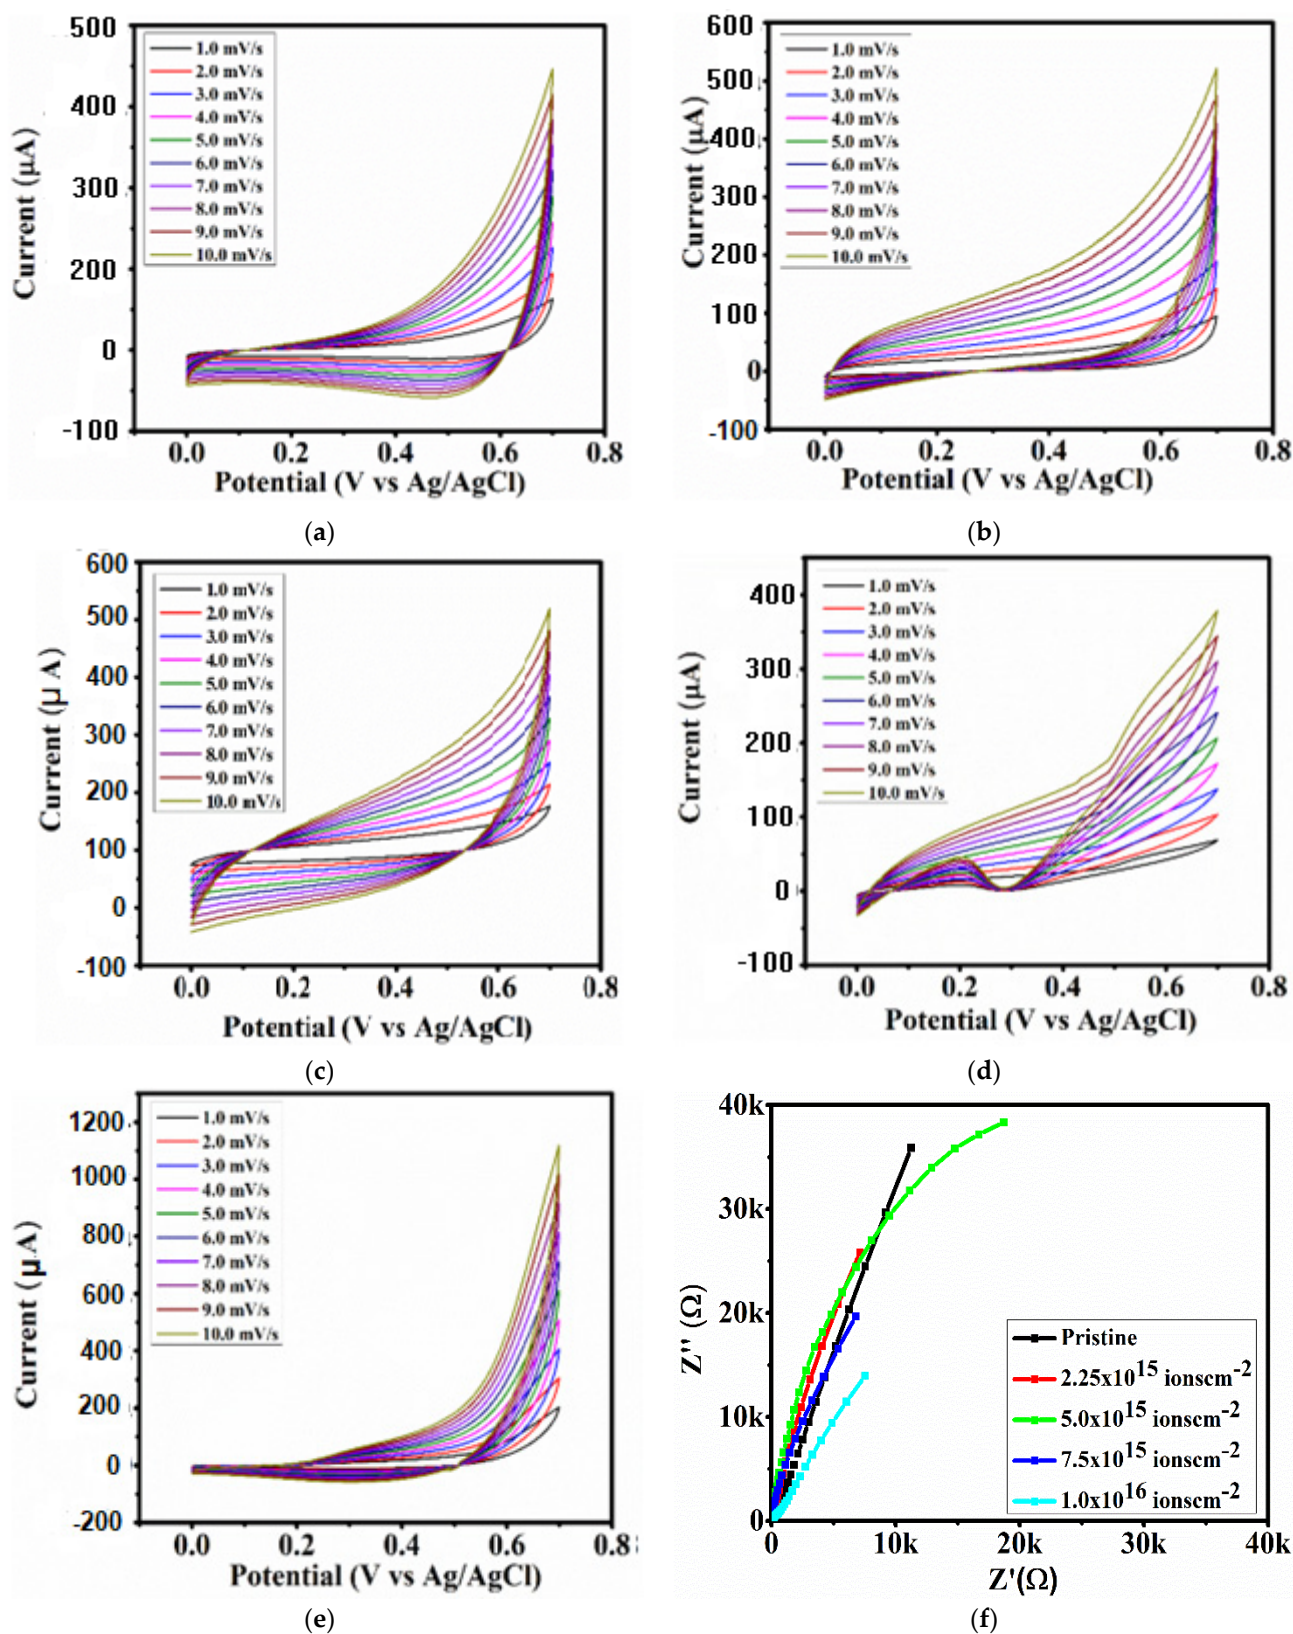 500
400
300
200
100
0
-100
Current (μA)
1.0 mV/s
2.0 mV/s
3.0 mV/s
4.0 mV/s
5.0 mV/s
6.0 mV/s
7.0 mV/s
8.0 mV/s
9.0 mV/s
10.0 mV/s
0.0 0.2 0.4 0.6 0.8
Potential (V vs Ag/AgCl)
(a)
600
500
400
300
200
100
0
-100
Current (μA)
1.0 mV/s
2.0 mV/s
3.0 mV/s
4.0 mV/s
5.0 mV/s
6.0 mV/s
7.0 mV/s
8.0 mV/s
9.0 mV/s
10.0 mV/s
0.0 0.2 0.4 0.6 0.8
Potential (V vs Ag/AgCl)
(b)
600
500
400
300
200
100
0
-100
Current (μ A)
1.0 mV/s
2.0 mV/s
3.0 mV/s
4.0 mV/s
5.0 mV/s
6.0 mV/s
7.0 mV/s
8.0 mV/s
9.0 mV/s
10.0 mV/s
0.0 0.2 0.4 0.6 0.8
Potential (V vs Ag/AgCl)
(c)
400
300
200
100
0
-100
Current (μA)
1.0 mV/s
2.0 mV/s
3.0 mV/s
4.0 mV/s
5.0 mV/s
6.0 mV/s
7.0 mV/s
8.0 mV/s
9.0 mV/s
10.0 mV/s
0.0 0.2 0.4 0.6 0.8
Potential (V vs Ag/AgCl)
(d)
1200
1000
800
600
400
200
0
-200
Current (μ A)
1.0 mV/s
2.0 mV/s
3.0 mV/s
4.0 mV/s
5.0 mV/s
6.0 mV/s
7.0 mV/s
8.0 mV/s
9.0 mV/s
10.0 mV/s
0.0 0.2 0.4 0.6 0.8
Potential (V vs Ag/AgCl)
(e)
40k
30k
20k
10k
0
Z'' (Ω)
Pristine
2.25x10^15 ionscm^-2
5.0x10^15 ionscm^-2
7.5x10^15 ionscm^-2
1.0x10^16 ionscm^-2
0 10k 20k 30k 40k
Z'(Ω)
(f)